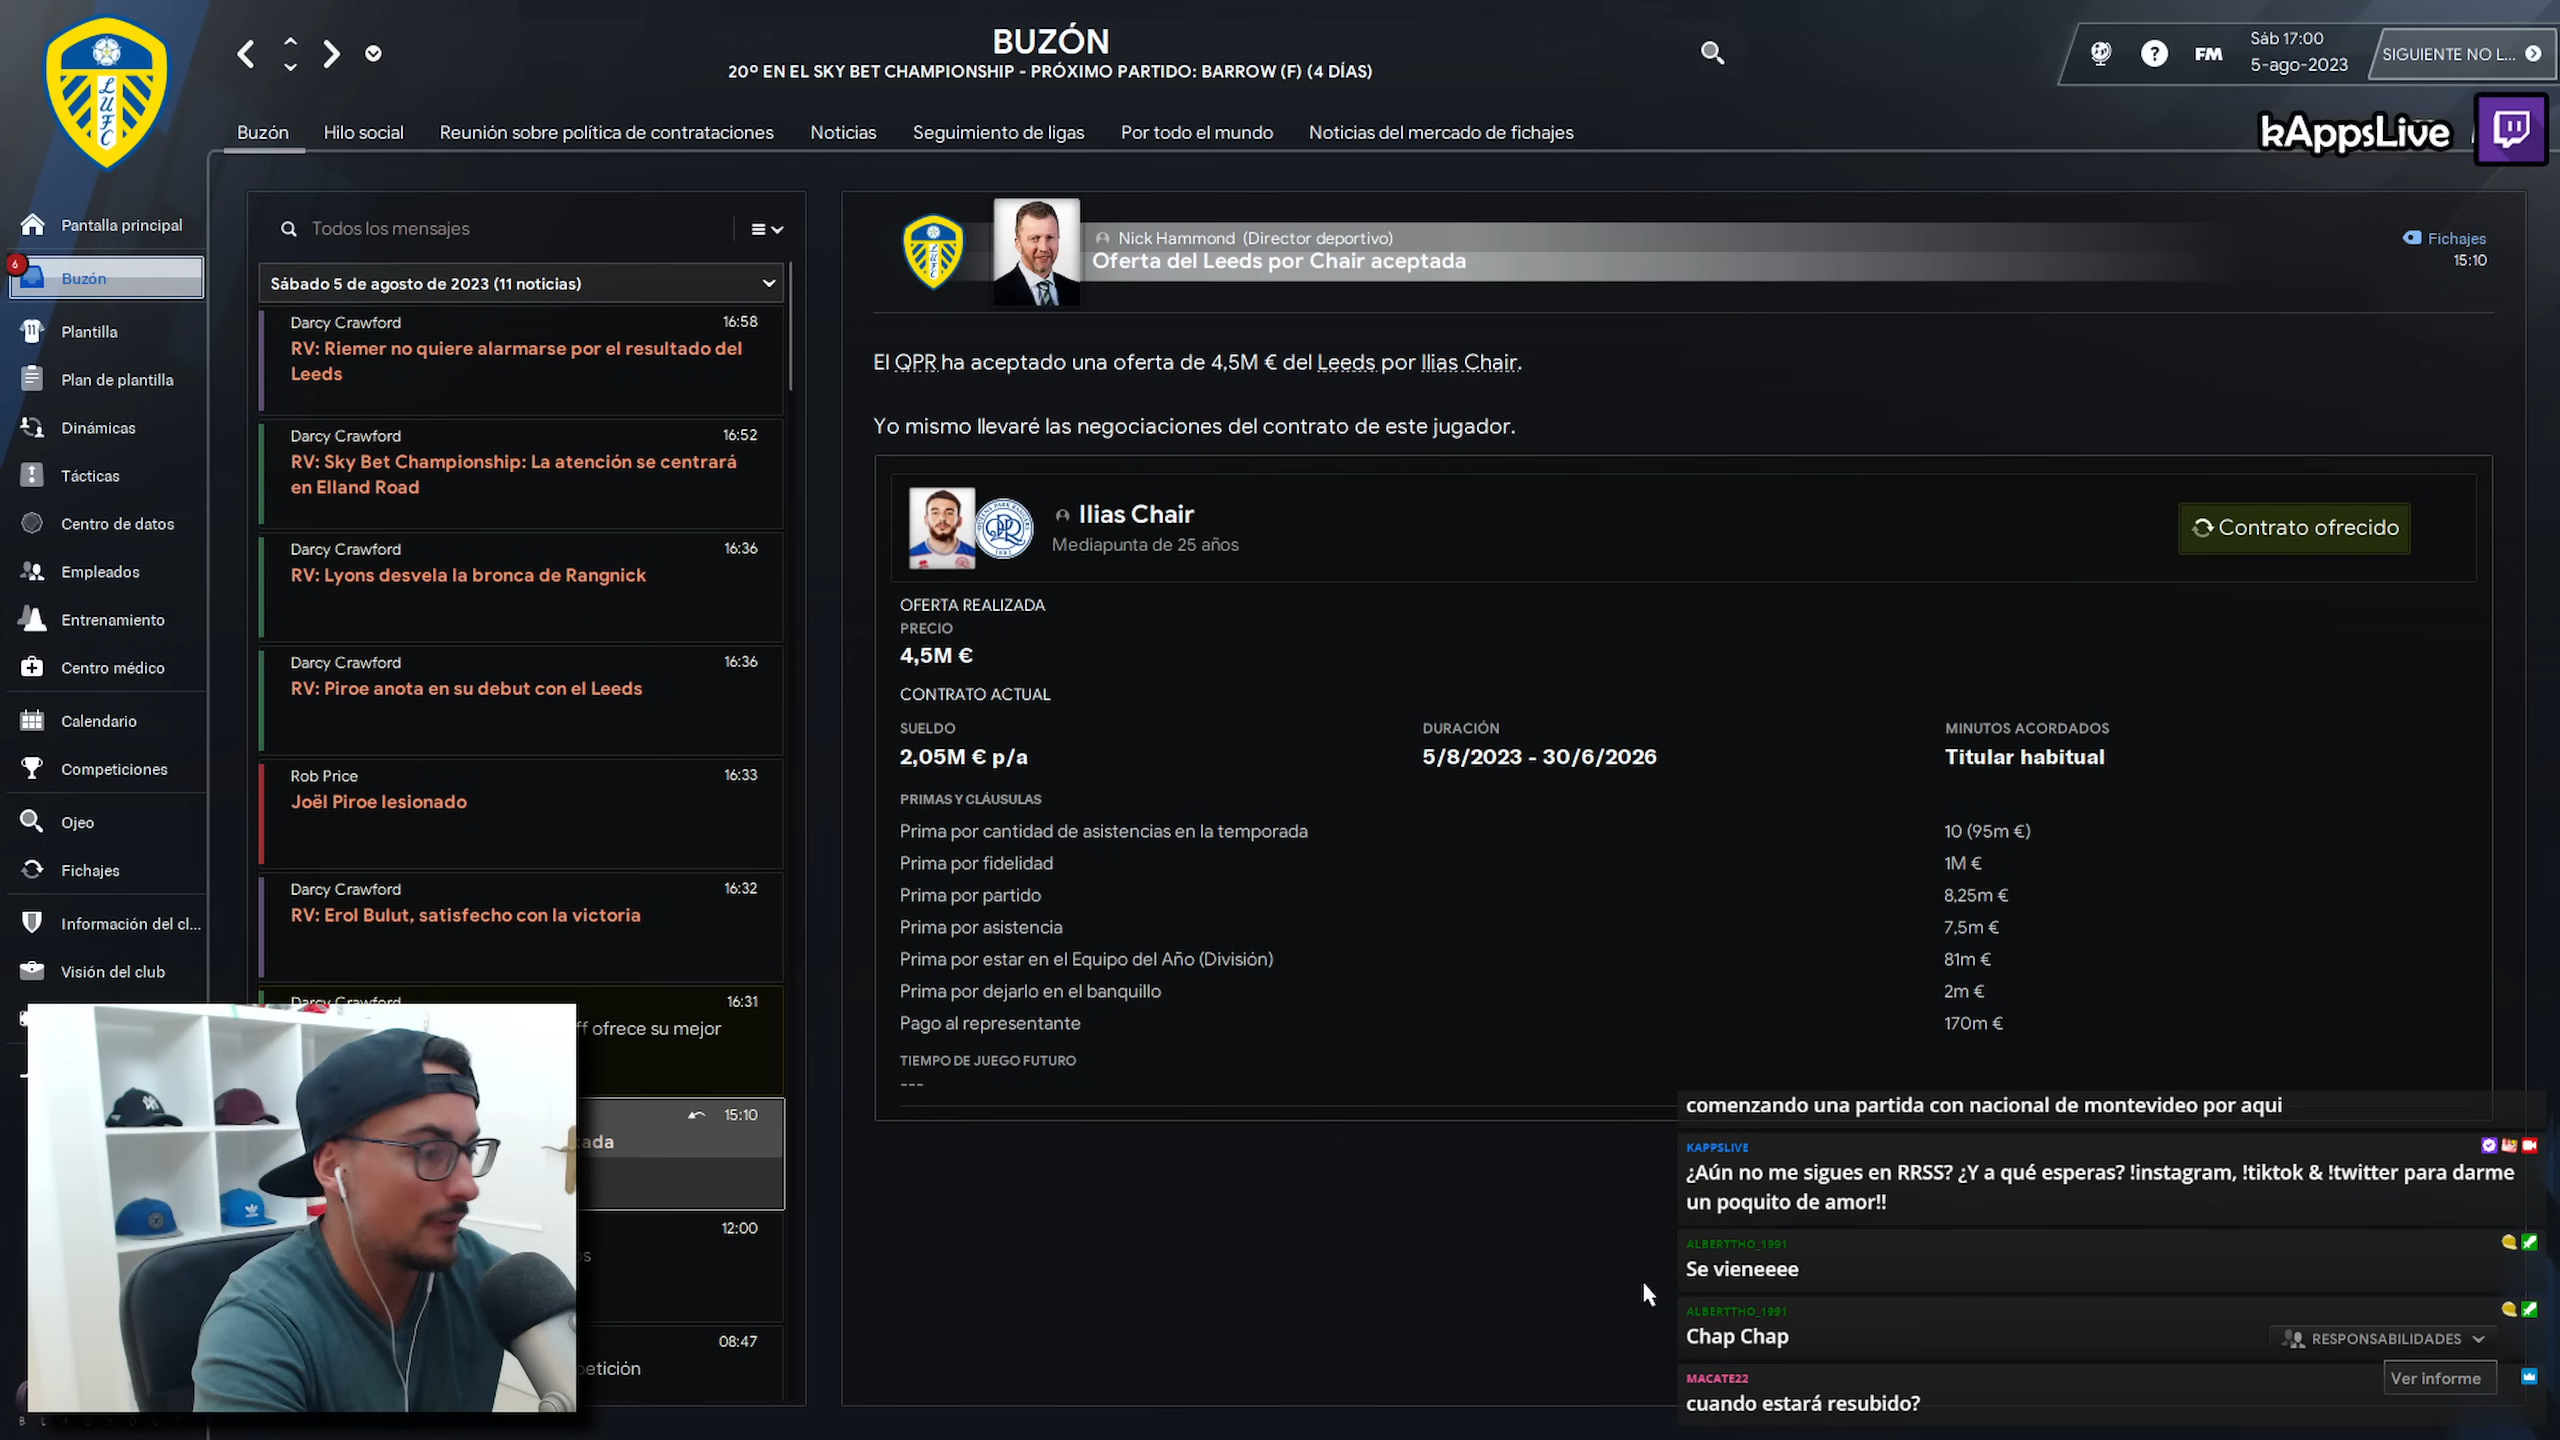 BUZÓN
20º EN EL SKY BET CHAMPIONSHIP - PRÓXIMO PARTIDO: BARROW (F) (4 DÍAS)
FM
Sáb 17:00
5-ago-2023
SIGUIENTE NO L...
LUFC
Buzón
Hilo social
Reunión sobre política de contrataciones
Noticias
Seguimiento de ligas
Por todo el mundo
Noticias del mercado de fichajes
kAppsLive
Pantalla principal
6
Buzón
11
Plantilla
Plan de plantilla
Dinámicas
Tácticas
Centro de datos
Empleados
Entrenamiento
Centro médico
Calendario
Competiciones
Ojeo
Fichajes
Información del cl...
Visión del club
Todos los mensajes
Sábado 5 de agosto de 2023 (11 noticias)
Darcy Crawford
16:58
RV: Riemer no quiere alarmarse por el resultado del
Leeds
Darcy Crawford
16:52
RV: Sky Bet Championship: La atención se centrará
en Elland Road
Darcy Crawford
16:36
RV: Lyons desvela la bronca de Rangnick
Darcy Crawford
16:36
RV: Piroe anota en su debut con el Leeds
Rob Price
16:33
Joël Piroe lesionado
Darcy Crawford
16:32
RV: Erol Bulut, satisfecho con la victoria
Darcy Crawford
16:31
ff ofrece su mejor
15:10
ada
12:00
os
08:47
petición
Nick Hammond (Director deportivo)
Oferta del Leeds por Chair aceptada
Fichajes
15:10
El QPR ha aceptado una oferta de 4,5M € del Leeds por Ilias Chair.
Yo mismo llevaré las negociaciones del contrato de este jugador.
Ilias Chair
Mediapunta de 25 años
Contrato ofrecido
OFERTA REALIZADA
PRECIO
4,5M €
CONTRATO ACTUAL
SUELDO
DURACIÓN
MINUTOS ACORDADOS
2,05M € p/a
5/8/2023 - 30/6/2026
Titular habitual
PRIMAS Y CLÁUSULAS
Prima por cantidad de asistencias en la temporada
10 (95m €)
Prima por fidelidad
1M €
Prima por partido
8,25m €
Prima por asistencia
7,5m €
Prima por estar en el Equipo del Año (División)
81m €
Prima por dejarlo en el banquillo
2m €
Pago al representante
170m €
TIEMPO DE JUEGO FUTURO
---
comenzando una partida con nacional de montevideo por aqui
KAPPSLIVE
¿Aún no me sigues en RRSS? ¿Y a qué esperas? !instagram, !tiktok & !twitter para darme
un poquito de amor!!
ALBERTTHO_1991
Se vieneeee
ALBERTTHO_1991
Chap Chap
RESPONSABILIDADES
MACATE22
Ver informe
cuando estará resubido?